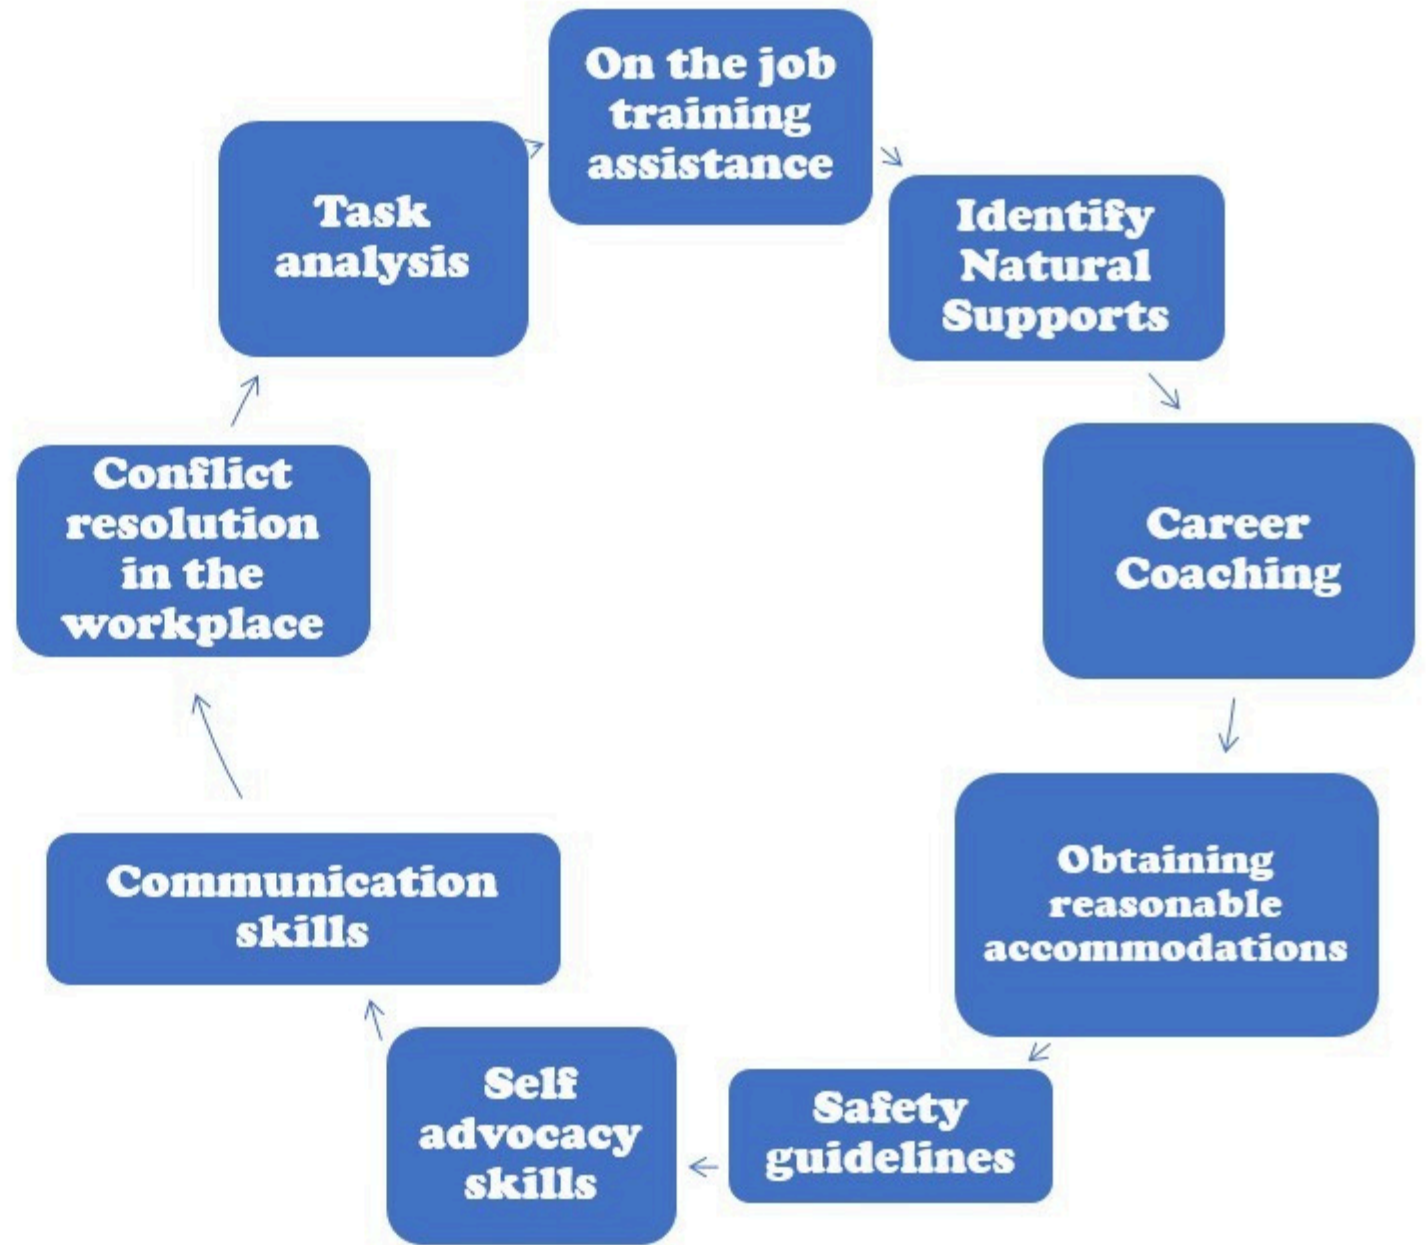 On the job
training
assistance
Identify
Natural
Supports
Career
Coaching
Obtaining
reasonable
accommodations
Safety
guidelines
Self
advocacy
skills
Communication
skills
Conflict
resolution
in the
workplace
Task
analysis